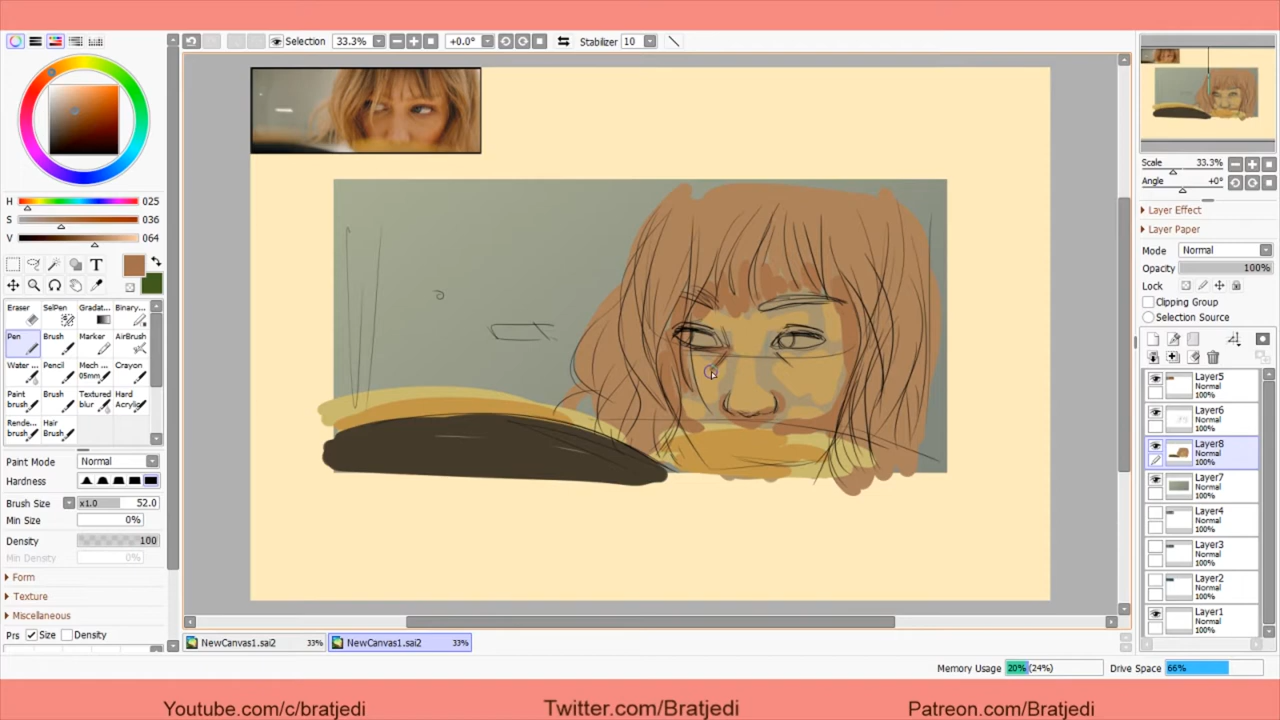 Selection 33.3% +0.0° Stabilizer 10
H 025
S 036
V 064
T
Eraser SelPen Gradat... Binary...
Pen Brush Marker AirBrush
Water ... Pencil Mech ... Crayon
05mm
Paint Brush Textured Hard
brush blur Acrylic
Rende... Hair
brush Brush
Paint Mode Normal
Hardness
Brush Size x1.0 52.0
Min Size 0%
Density 100
Min Density 0%
Form
Texture
Miscellaneous
Prs Size Density
NewCanvas1.sai2 33% NewCanvas1.sai2 33%
Scale 33.3%
Angle +0°
Layer Effect
Layer Paper
Mode Normal
Opacity 100%
Lock
Clipping Group
Selection Source
Layer5
Normal
100%
Layer6
Normal
100%
Layer8
Normal
100%
Layer7
Normal
100%
Layer4
Normal
100%
Layer3
Normal
100%
Layer2
Normal
100%
Layer1
Normal
100%
Memory Usage 20% (24%) Drive Space 66%
Youtube.com/c/bratjedi Twitter.com/Bratjedi Patreon.com/Bratjedi